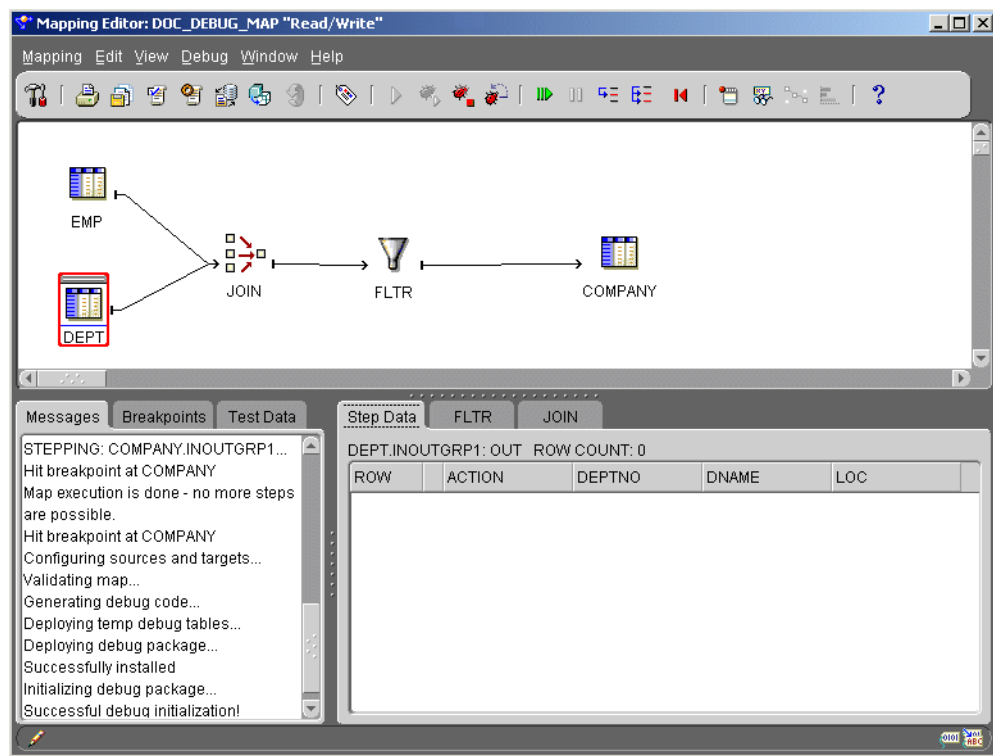 Mapping Editor: DOC_DEBUG_MAP "Read/Write"
Mapping Edit View Debug Window Help
EMP
DEPT
JOIN
FLTR
COMPANY
Messages Breakpoints Test Data
STEPPING: COMPANY.INOUTGRP1...
Hit breakpoint at COMPANY
Map execution is done - no more steps
are possible.
Hit breakpoint at COMPANY
Configuring sources and targets...
Validating map...
Generating debug code...
Deploying temp debug tables...
Deploying debug package...
Successfully installed
Initializing debug package...
Successful debug initialization!
Step Data FLTR JOIN
DEPT.INOUTGRP1: OUT ROW COUNT: 0
ROW ACTION DEPTNO DNAME LOC